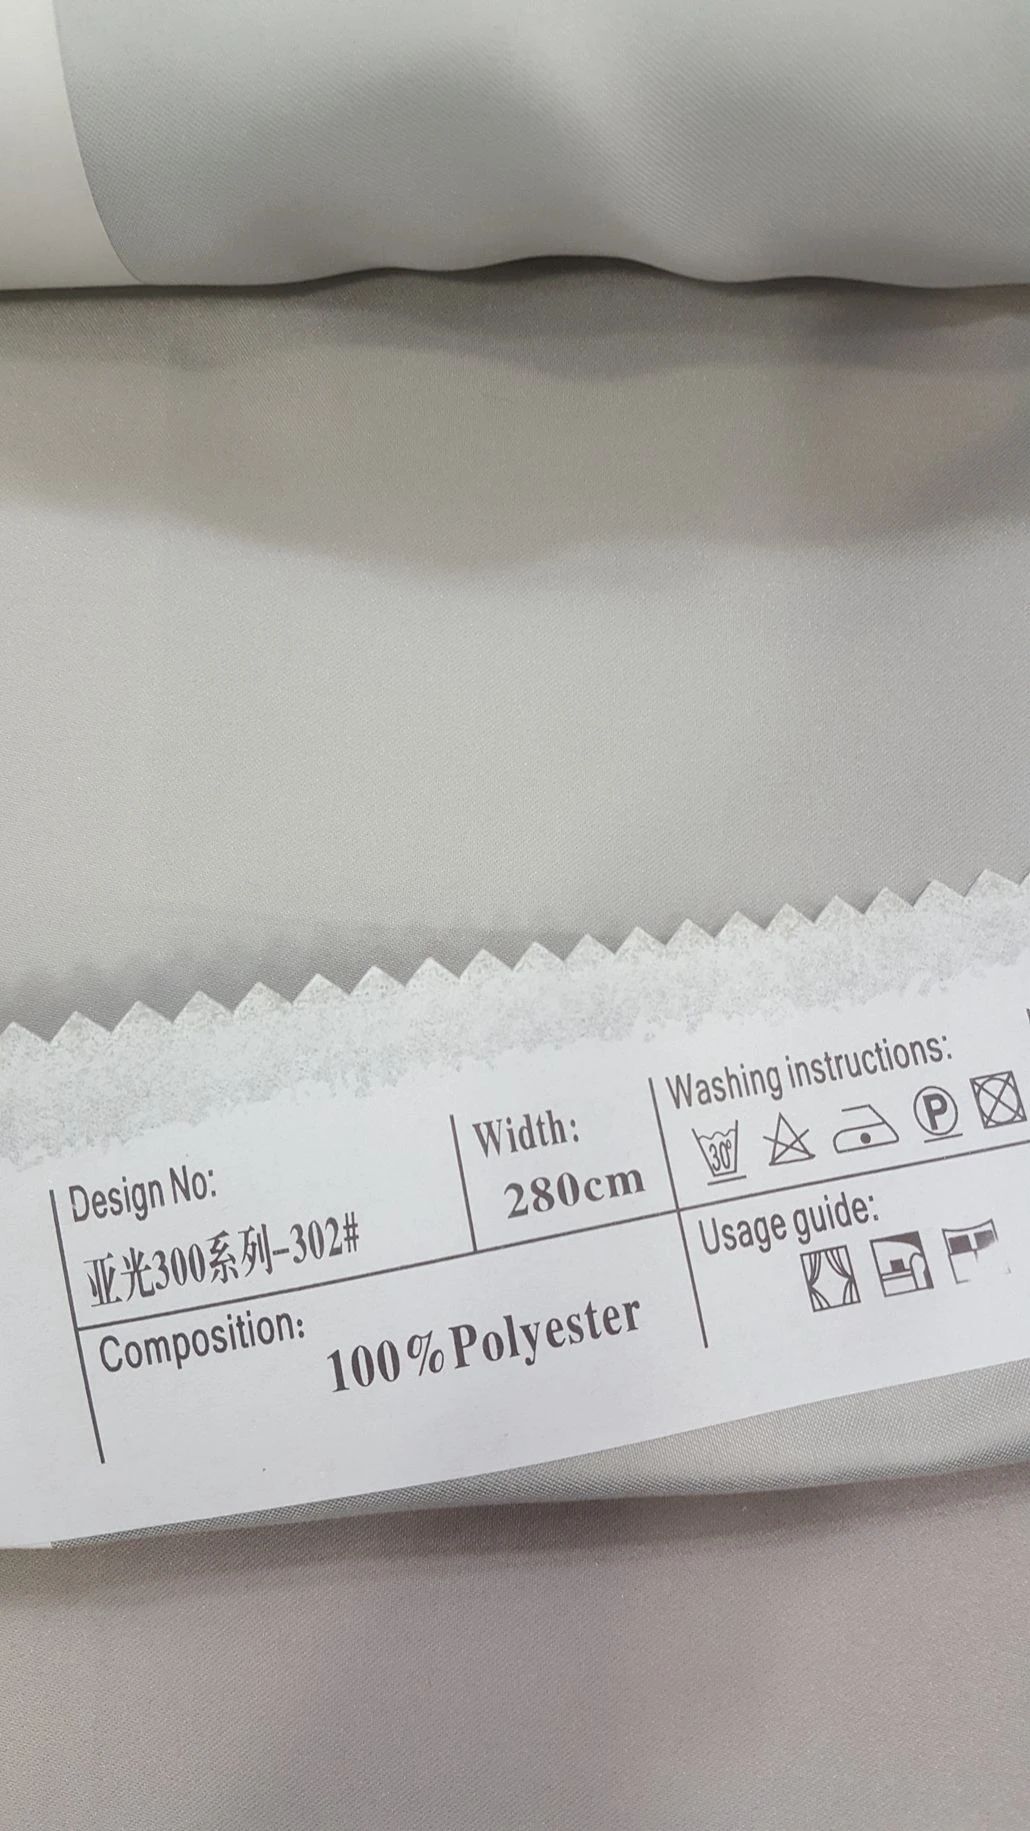 Design No:
亚光300系列-302#
Width:
280cm
Washing instructions:
30°
P
Composition:
100%Polyester
Usage guide: